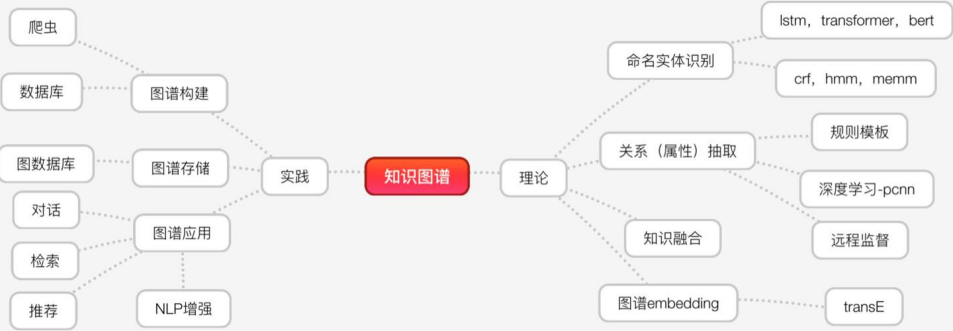 知识图谱
实践
图谱构建
爬虫
数据库
图谱存储
图数据库
图谱应用
对话
检索
推荐
NLP增强
理论
命名实体识别
lstm，transformer，bert
crf，hmm，memm
关系（属性）抽取
规则模板
深度学习-pcnn
远程监督
知识融合
图谱embedding
transE